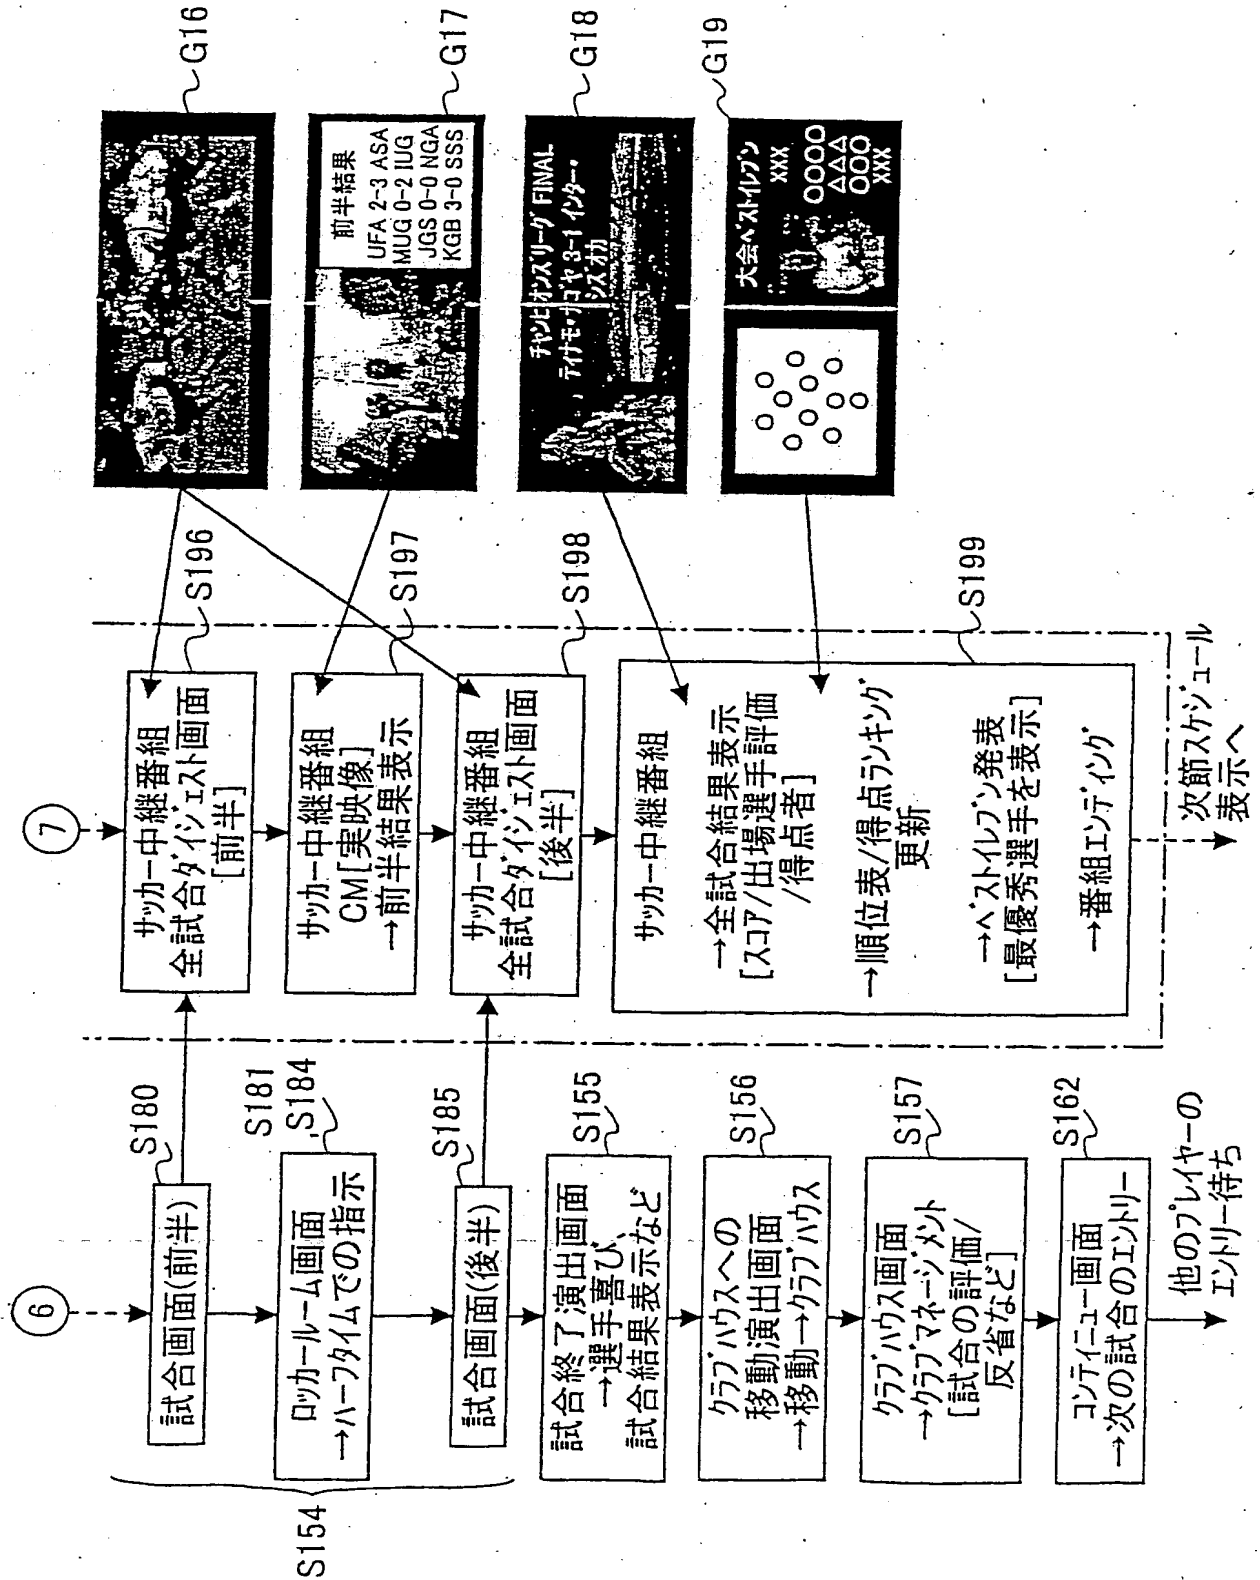 6
試合画面(前半)
S180
ロッカールーム画面
→ハーフタイムでの指示
S181
,S184
試合画面(後半)
S185
S154
試合終了演出画面
→選手喜び
試合結果表示など
S155
クラブハウスへの
移動演出画面
→移動→クラブハウス
S156
クラブハウス画面
→クラブマネージメント
[試合の評価/
反省など]
S157
コンティニュー画面
→次の試合のエントリー
S162
他のプレイヤーの
エントリー待ち
7
サッカー中継番組
全試合ダイジェスト画面
[前半]
S196
サッカー中継番組
CM[実映像]
→前半結果表示
S197
サッカー中継番組
全試合ダイジェスト画面
[後半]
S198
サッカー中継番組
→全試合結果表示
[スコア/出場選手評価
/得点者]
→順位表/得点ランキング
更新
→ベストイレブン発表
[最優秀選手を表示]
→番組エンディング
S199
次節スケジュール
表示へ
G16
前半結果
UFA 2-3 ASA
MUG 0-2 IUG
JGS 0-0 NGA
KGB 3-0 SSS
G17
チャンピオンズリーグ FINAL
ディナモ・ナゴヤ 3-1 インター・
シズオカ
G18
大会ベストイレブン
XXX
OOOO
△△△
OOO
XXX
G19